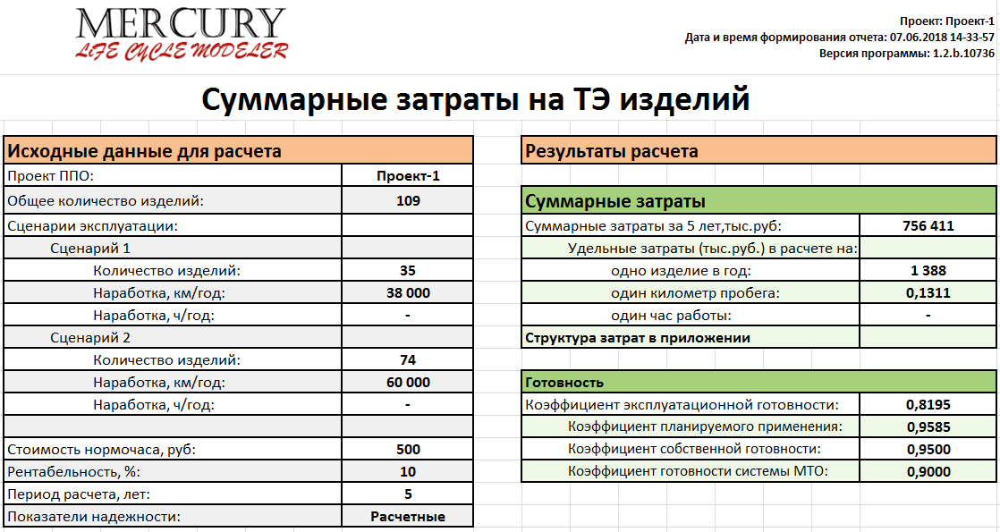 MERCURY
LIFE CYCLE MODELER
Проект: Проект-1
Дата и время формирования отчета: 07.06.2018 14-33-57
Версия программы: 1.2.b.10736
Суммарные затраты на ТЭ изделий
Исходные данные для расчета
Проект ППО: Проект-1
Общее количество изделий: 109
Сценарии эксплуатации:
Сценарий 1
Количество изделий: 35
Наработка, км/год: 38 000
Наработка, ч/год: -
Сценарий 2
Количество изделий: 74
Наработка, км/год: 60 000
Наработка, ч/год: -
Стоимость нормочаса, руб: 500
Рентабельность, %: 10
Период расчета, лет: 5
Показатели надежности: Расчетные
Результаты расчета
Суммарные затраты
Суммарные затраты за 5 лет,тыс.руб: 756 411
Удельные затраты (тыс.руб.) в расчете на:
одно изделие в год: 1 388
один километр пробега: 0,1311
один час работы: -
Структура затрат в приложении
Готовность
Коэффициент эксплуатационной готовности: 0,8195
Коэффициент планируемого применения: 0,9585
Коэффициент собственной готовности: 0,9500
Коэффициент готовности системы МТО: 0,9000